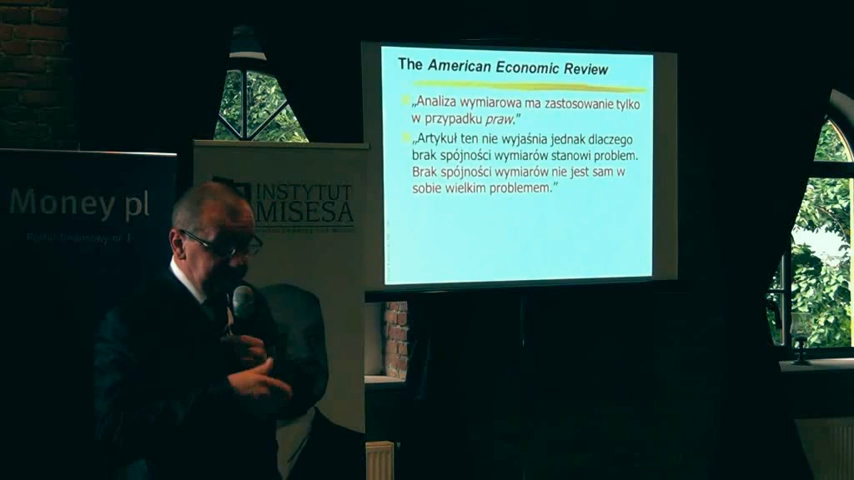 The American Economic Review
„Analiza wymiarowa ma zastosowanie tylko
w przypadku praw.”
„Artykuł ten nie wyjaśnia jednak dlaczego
brak spójności wymiarów stanowi problem.
Brak spójności wymiarów nie jest sam w
sobie wielkim problemem.”
Money pl
INSTYTUT
MISESA